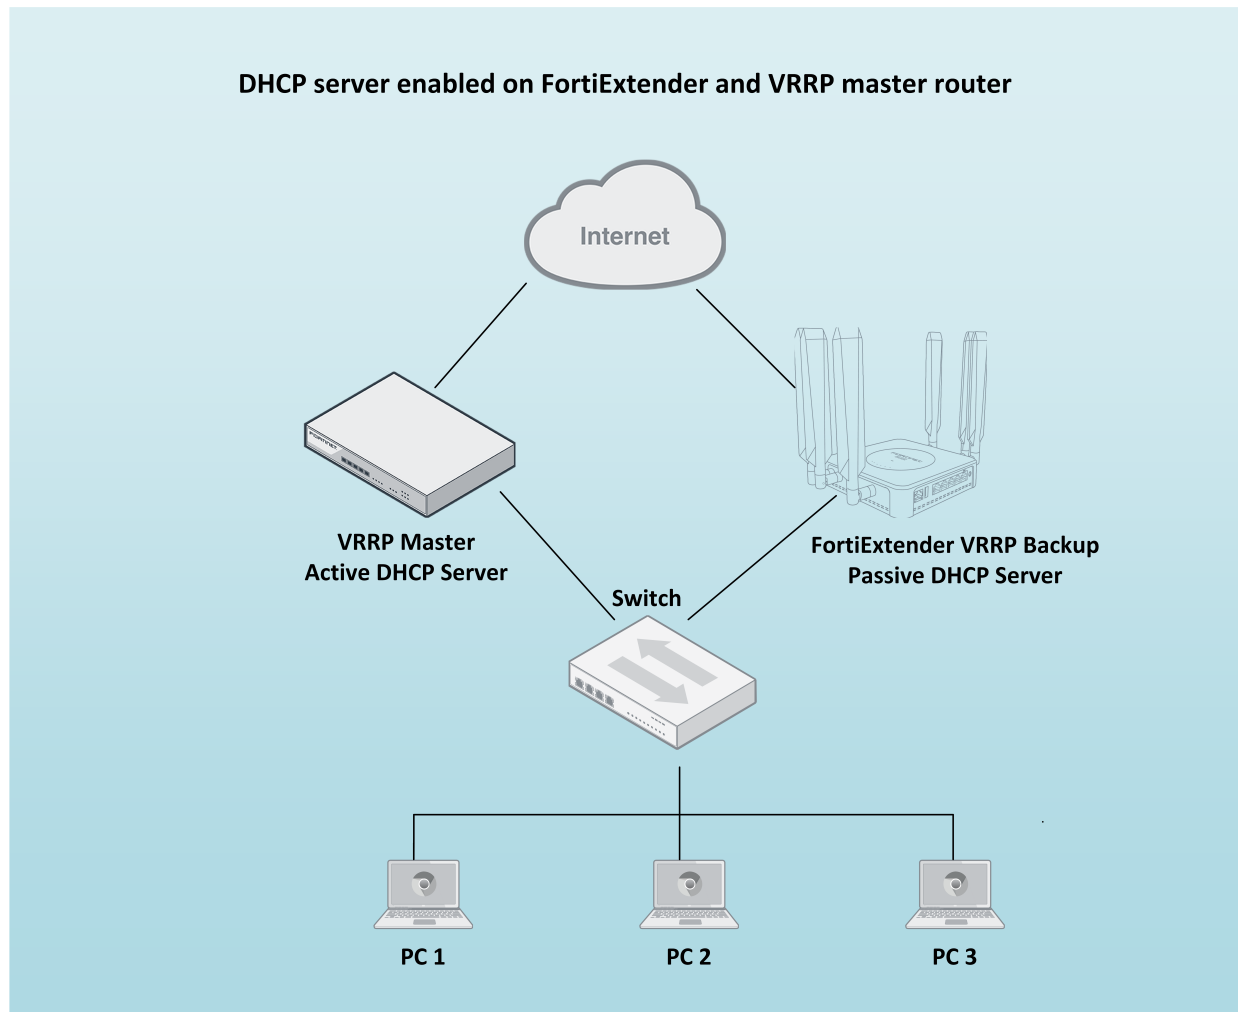 DHCP server enabled on FortiExtender and VRRP master router
Internet
FORTINET
VRRP Master
Active DHCP Server
FortiExtender VRRP Backup
Passive DHCP Server
Switch
PC 1
PC 2
PC 3